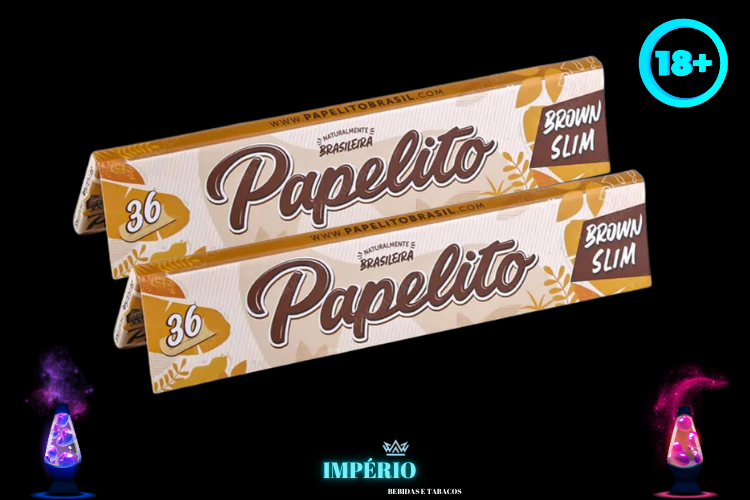 18+
WWW.PAPELITOBRASIL.COM
NATURALMENTE
BRASILEIRA
Papelito
BROWN
SLIM
36
WWW.PAPELITOBRASIL.COM
NATURALMENTE
BRASILEIRA
Papelito
BROWN
SLIM
36
IMPÉRIO
BEBIDAS E TABACOS